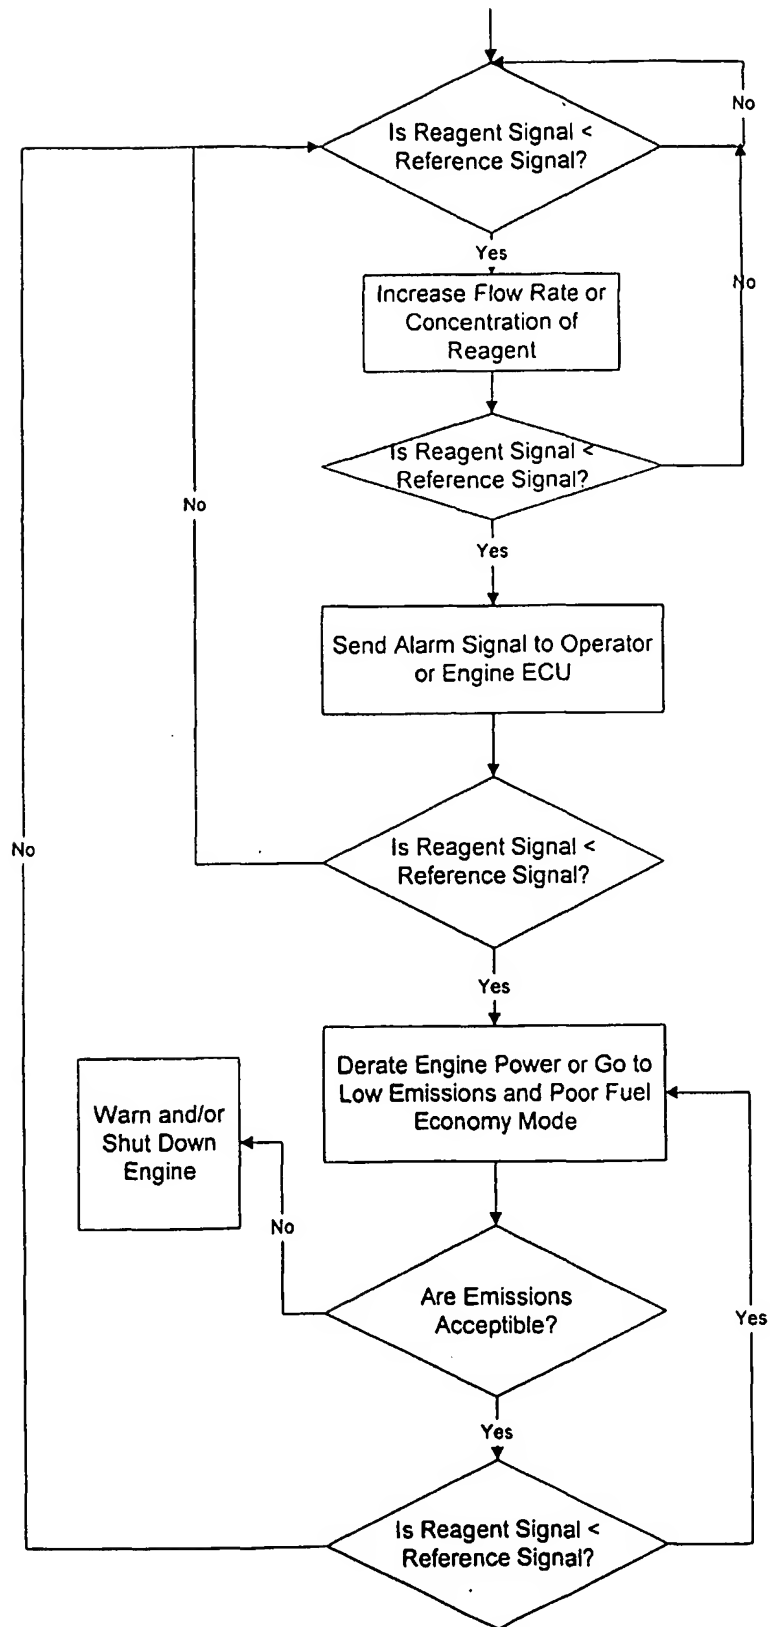 No
Is Reagent Signal <
Reference Signal?
Yes
No
Increase Flow Rate or
Concentration of
Reagent
Is Reagent Signal <
Reference Signal?
No
Yes
Send Alarm Signal to Operator
or Engine ECU
Is Reagent Signal <
Reference Signal?
No
Yes
Derate Engine Power or Go to
Low Emissions and Poor Fuel
Economy Mode
Warn and/or
Shut Down
Engine
No
Are Emissions
Acceptible?
Yes
Yes
Is Reagent Signal <
Reference Signal?